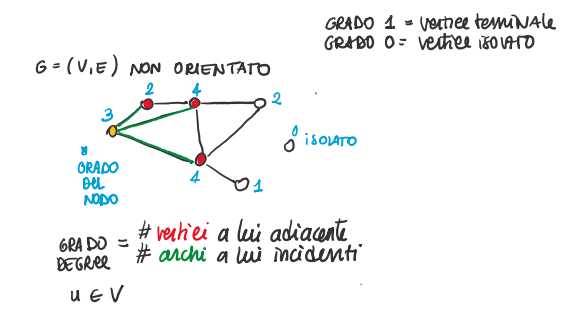 GRADO 1 = vertice terminale
GRADO 0 = vertice isolato
G = (V,E) NON ORIENTATO
2 4
2
3
0
isolato
GRADO
DEL
NODO
4
1
GRADO = # vertici a lui adiacente
DEGREE # archi a lui incidenti
u ∈ V